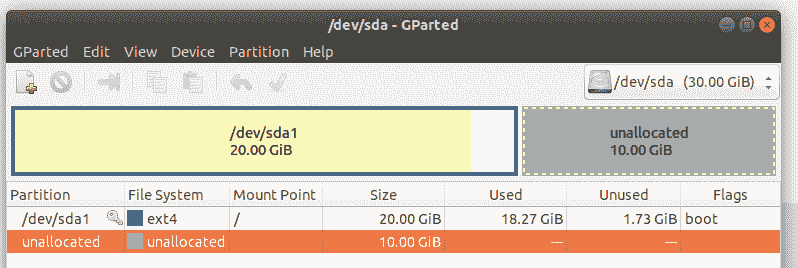 /dev/sda - GParted
GParted Edit View Device Partition Help
/dev/sda (30.00 GiB)
/dev/sda1
20.00 GiB
unallocated
10.00 GiB
Partition File System Mount Point Size Used Unused Flags
/dev/sda1 ext4 / 20.00 GiB 18.27 GiB 1.73 GiB boot
unallocated unallocated 10.00 GiB --- ---